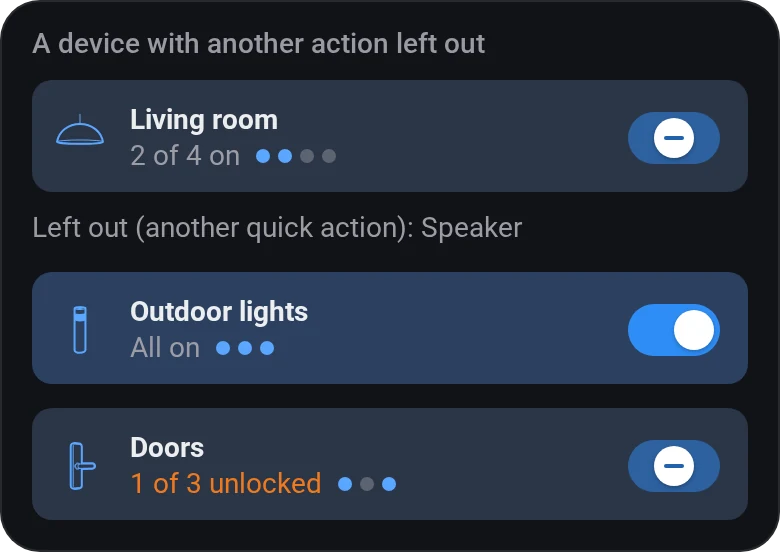 A device with another action left out
Living room
2 of 4 on
Left out (another quick action): Speaker
Outdoor lights
All on
Doors
1 of 3 unlocked